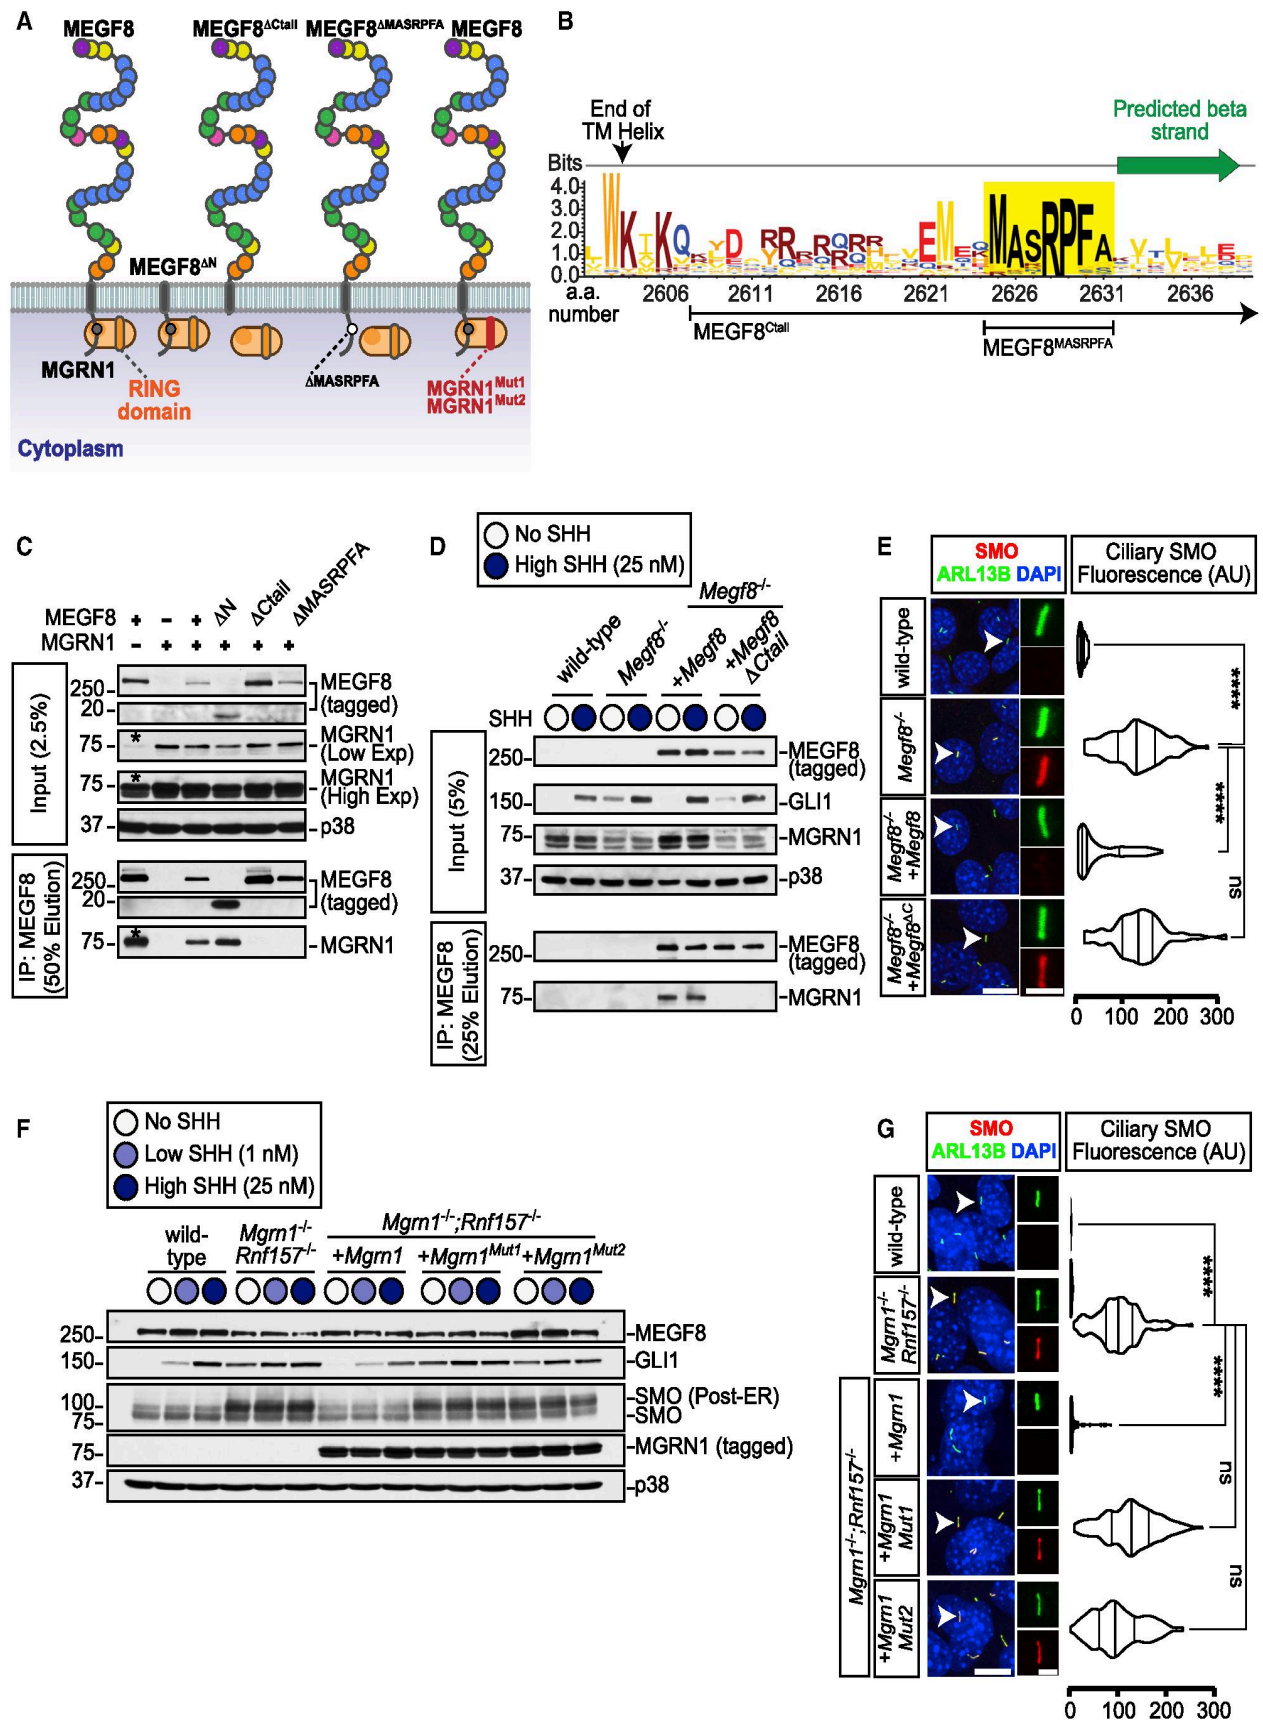 A
MEGF8 MEGF8ΔCtail MEGF8ΔMASRPFA MEGF8
MEGF8ΔN
MGRN1
RING
domain
ΔMASRPFA
MGRN1Mut1
MGRN1Mut2
Cytoplasm
B
End of
TM Helix
Predicted beta
strand
Bits
4.0
3.0
2.0
1.0
0.0
WKIKQ
MASRPFA
a.a.
number
2606 2611 2616 2621 2626 2631 2636
MEGF8Ctail
MEGF8MASRPFA
C
MEGF8 + - + ΔN ΔCtail ΔMASRPFA
MGRN1 - + + + + +
Input (2.5%)
250
20
MEGF8
(tagged)
75
*
MGRN1
(Low Exp)
75
*
MGRN1
(High Exp)
37
p38
IP: MEGF8
(50% Elution)
250
20
MEGF8
(tagged)
75
*
MGRN1
D
No SHH
High SHH (25 nM)
Megf8-/-
wild-type Megf8-/- +Megf8 +Megf8 ΔCtail
SHH
Input (5%)
250
MEGF8
(tagged)
150
GLI1
75
MGRN1
37
p38
IP: MEGF8
(25% Elution)
250
MEGF8
(tagged)
75
MGRN1
E
SMO
ARL13B DAPI
Ciliary SMO
Fluorescence (AU)
wild-type
Megf8-/-
Megf8-/-
+Megf8
Megf8-/-
+Megf8ΔC
****
****
ns
0 100 200 300
F
No SHH
Low SHH (1 nM)
High SHH (25 nM)
wild-
type
Mgrn1-/-
Rnf157-/-
Mgrn1-/-;Rnf157-/-
+Mgrn1 +Mgrn1Mut1 +Mgrn1Mut2
250
MEGF8
150
GLI1
100
75
SMO (Post-ER)
SMO
75
MGRN1 (tagged)
37
p38
G
SMO
ARL13B DAPI
Ciliary SMO
Fluorescence (AU)
wild-type
Mgrn1-/-
Rnf157-/-
Mgrn1-/-;Rnf157-/-
+Mgrn1
+Mgrn1
Mut1
+Mgrn1
Mut2
****
****
ns
ns
0 100 200 300